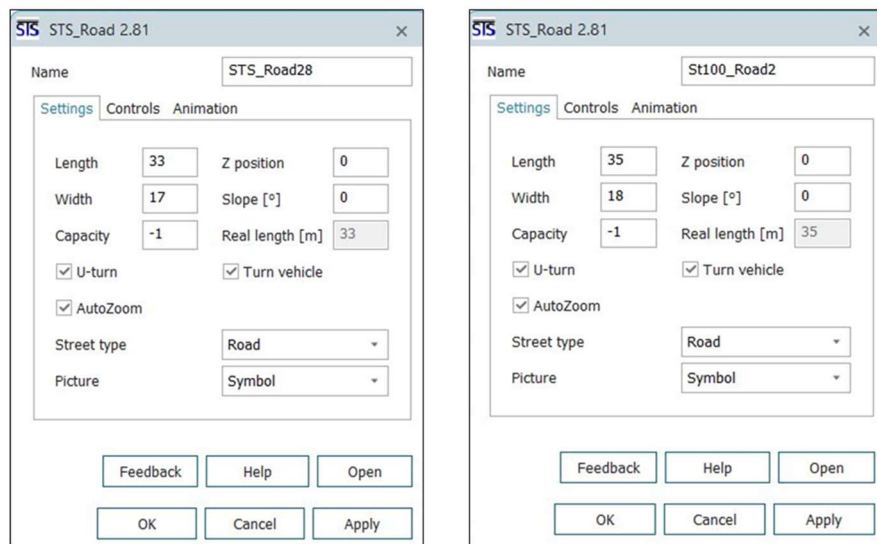 STS STS_Road 2.81
Name STS_Road28
Settings Controls Animation
Length 33 Z position 0
Width 17 Slope [°] 0
Capacity -1 Real length [m] 33
U-turn Turn vehicle
AutoZoom
Street type Road
Picture Symbol
Feedback Help Open
OK Cancel Apply
STS STS_Road 2.81
Name St100_Road2
Settings Controls Animation
Length 35 Z position 0
Width 18 Slope [°] 0
Capacity -1 Real length [m] 35
U-turn Turn vehicle
AutoZoom
Street type Road
Picture Symbol
Feedback Help Open
OK Cancel Apply